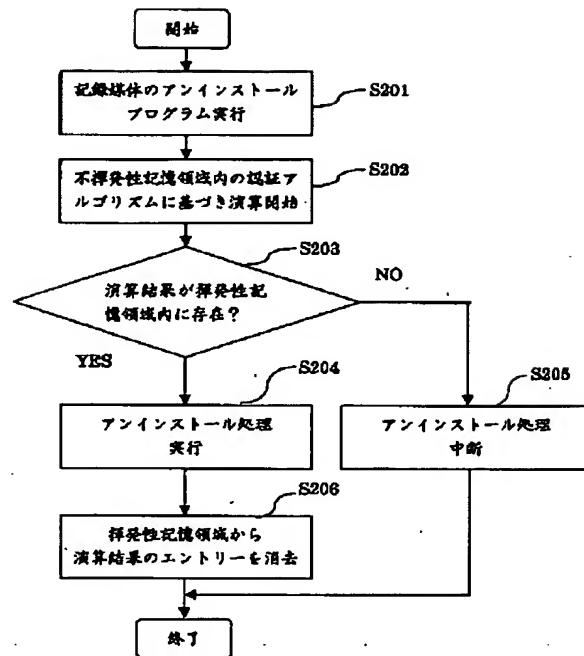 開始
記録媒体のアンインストール
プログラム実行
S201
不揮発性記憶領域内の認証ア
ルゴリズムに基づき演算開始
S202
S203
演算結果が揮発性記
憶領域内に存在？
NO
YES
S204
アンインストール処理
実行
S205
アンインストール処理
中断
S206
揮発性記憶領域から
演算結果のエントリーを消去
終了